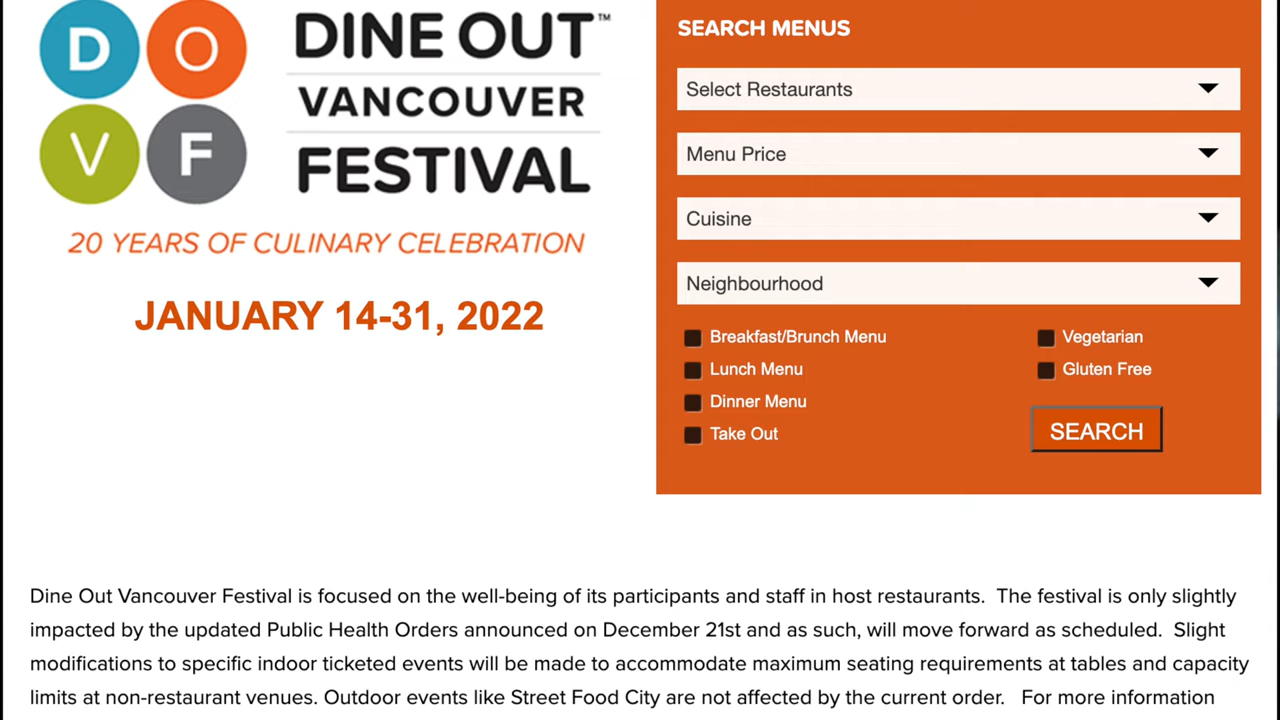 D O
V F
DINE OUT™
VANCOUVER
FESTIVAL
20 YEARS OF CULINARY CELEBRATION
JANUARY 14-31, 2022
SEARCH MENUS
Select Restaurants
Menu Price
Cuisine
Neighbourhood
Breakfast/Brunch Menu
Lunch Menu
Dinner Menu
Take Out
Vegetarian
Gluten Free
SEARCH
Dine Out Vancouver Festival is focused on the well-being of its participants and staff in host restaurants. The festival is only slightly
impacted by the updated Public Health Orders announced on December 21st and as such, will move forward as scheduled. Slight
modifications to specific indoor ticketed events will be made to accommodate maximum seating requirements at tables and capacity
limits at non-restaurant venues. Outdoor events like Street Food City are not affected by the current order. For more information